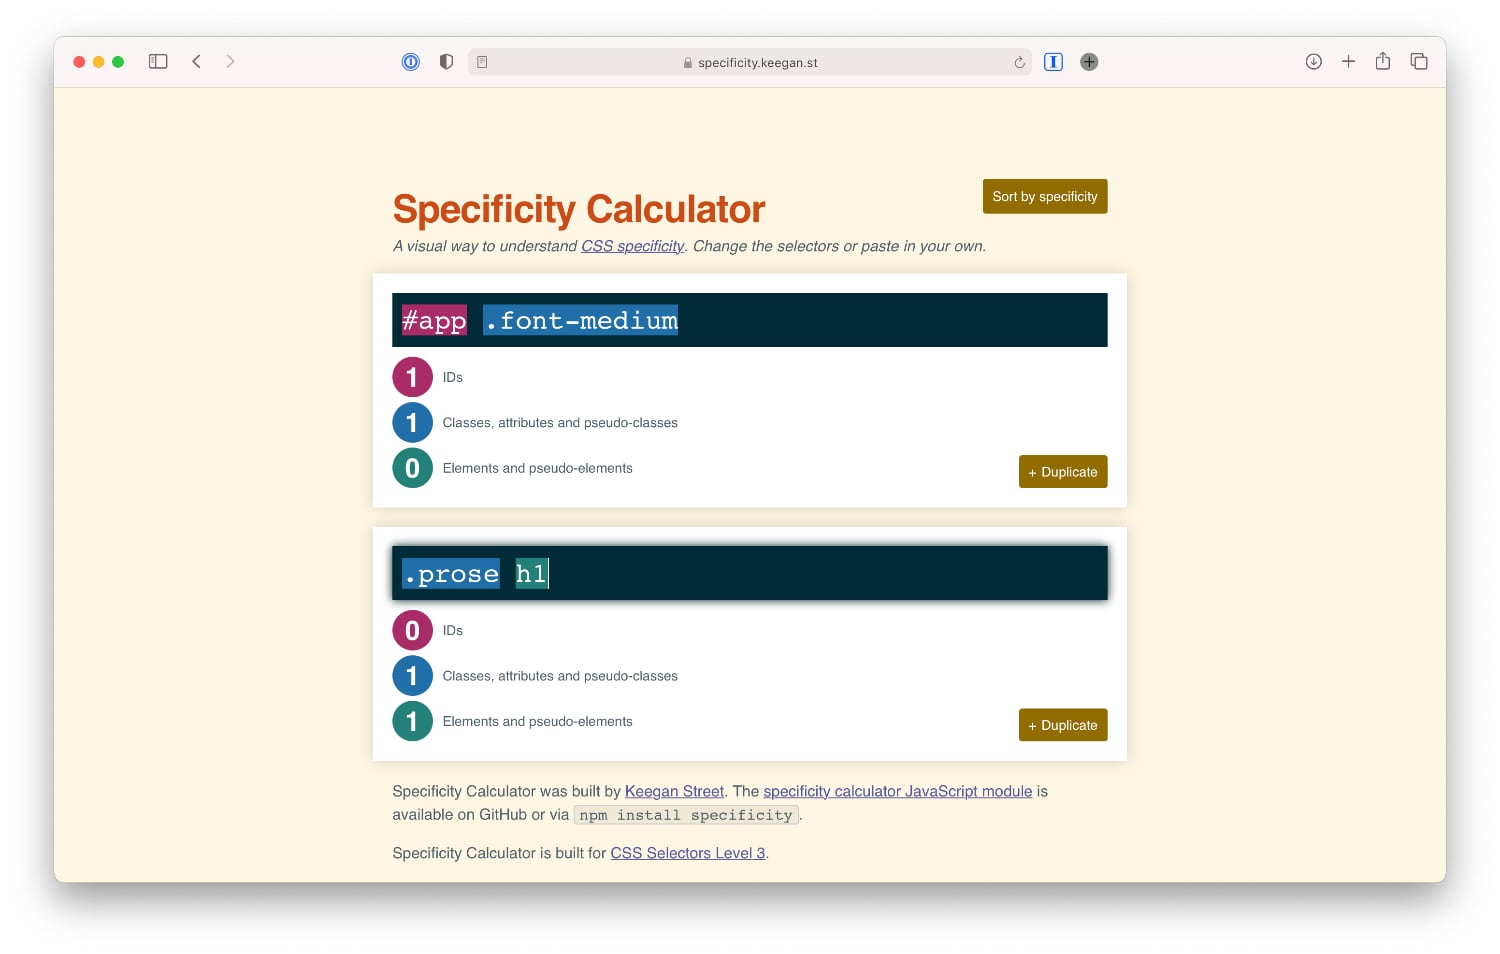 specificity.keegan.st
Specificity Calculator
Sort by specificity
A visual way to understand CSS specificity. Change the selectors or paste in your own.
#app .font-medium
1 IDs
1 Classes, attributes and pseudo-classes
0 Elements and pseudo-elements
+ Duplicate
.prose h1
0 IDs
1 Classes, attributes and pseudo-classes
1 Elements and pseudo-elements
+ Duplicate
Specificity Calculator was built by Keegan Street. The specificity calculator JavaScript module is
available on GitHub or via npm install specificity.
Specificity Calculator is built for CSS Selectors Level 3.